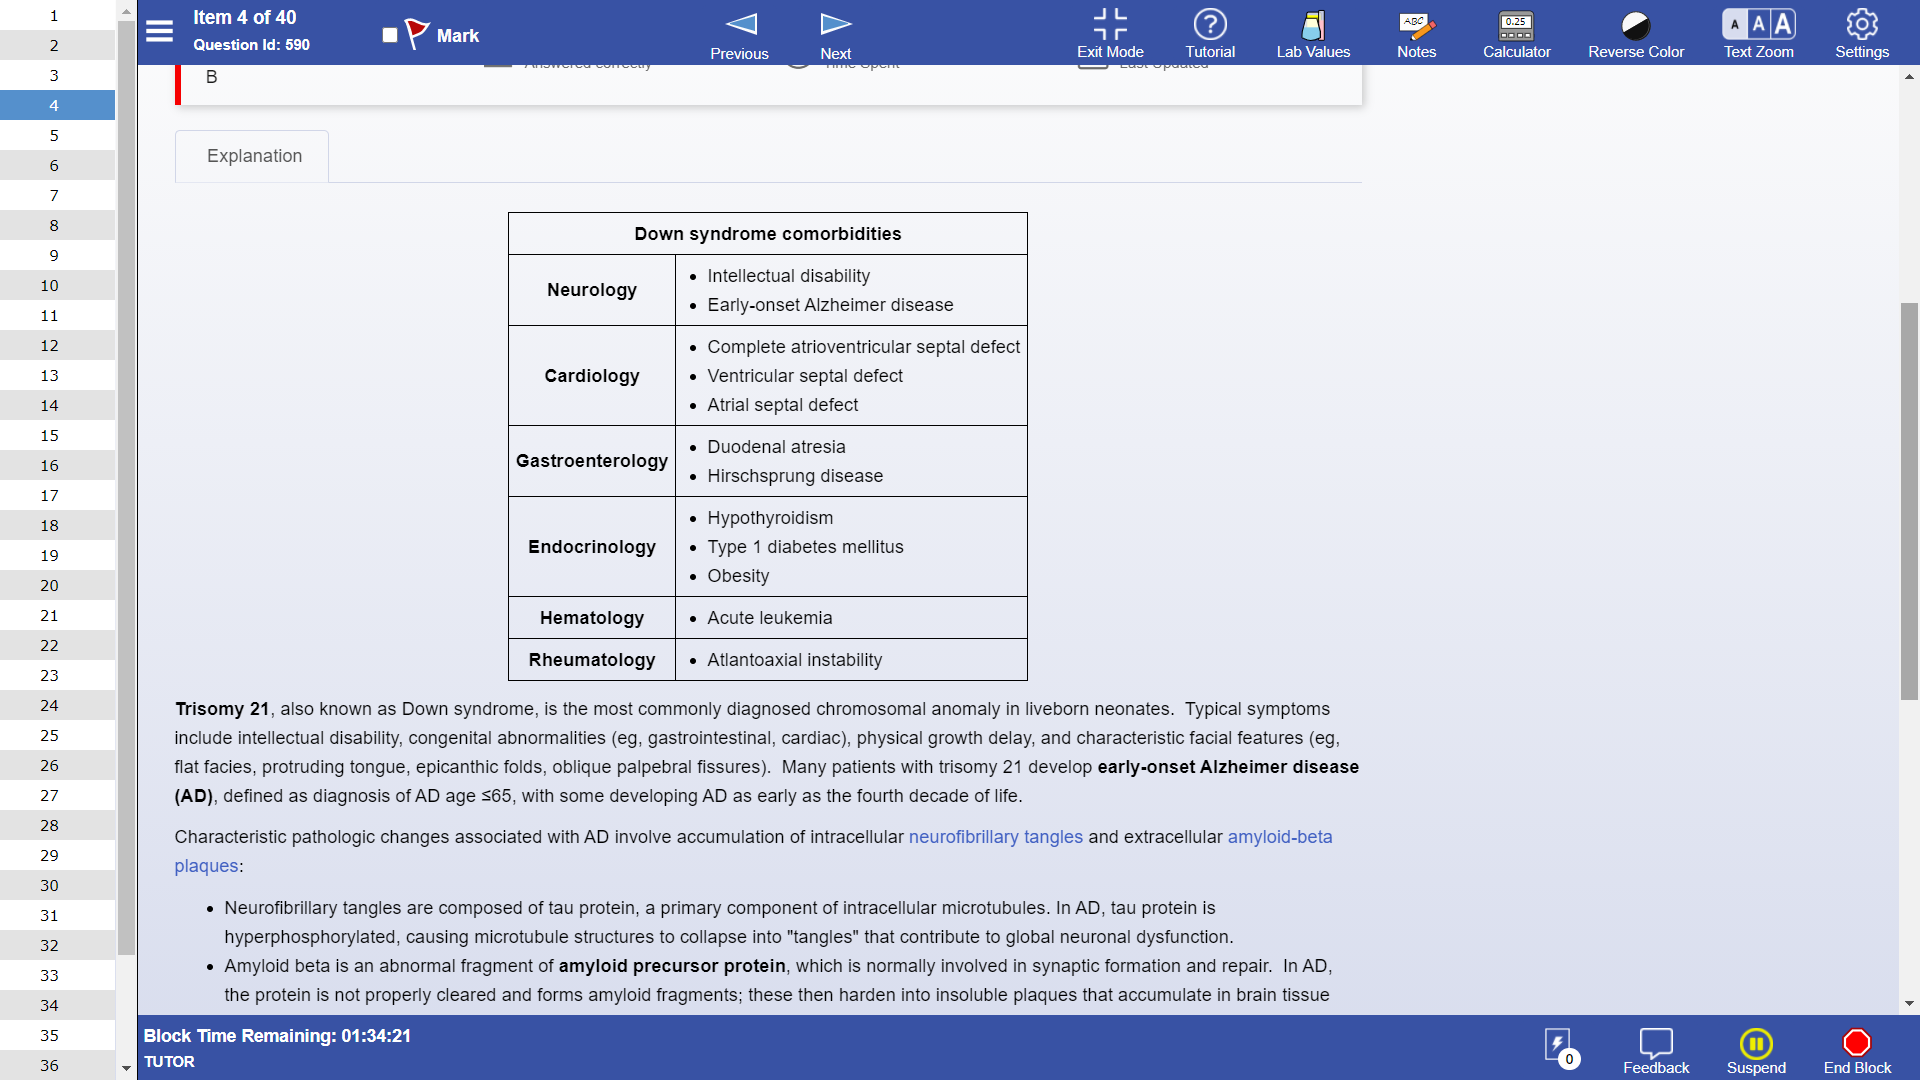 1
2
3
4
5
6
7
8
9
10
11
12
13
14
15
16
17
18
19
20
21
22
23
24
25
26
27
28
29
30
31
32
33
34
35
36
Item 4 of 40
Question Id: 590
Mark
Previous
Next
Exit Mode
Tutorial
Lab Values
Notes
Calculator
Reverse Color
Text Zoom
Settings
ABC
0.25
A A A
Answered correctly
Time Spent
Last Updated
B
Explanation
Down syndrome comorbidities
Neurology
• Intellectual disability
• Early-onset Alzheimer disease
Cardiology
• Complete atrioventricular septal defect
• Ventricular septal defect
• Atrial septal defect
Gastroenterology
• Duodenal atresia
• Hirschsprung disease
Endocrinology
• Hypothyroidism
• Type 1 diabetes mellitus
• Obesity
Hematology
• Acute leukemia
Rheumatology
• Atlantoaxial instability
Trisomy 21, also known as Down syndrome, is the most commonly diagnosed chromosomal anomaly in liveborn neonates.  Typical symptoms
include intellectual disability, congenital abnormalities (eg, gastrointestinal, cardiac), physical growth delay, and characteristic facial features (eg,
flat facies, protruding tongue, epicanthic folds, oblique palpebral fissures).  Many patients with trisomy 21 develop early-onset Alzheimer disease
(AD), defined as diagnosis of AD age ≤65, with some developing AD as early as the fourth decade of life.
Characteristic pathologic changes associated with AD involve accumulation of intracellular neurofibrillary tangles and extracellular amyloid-beta
plaques:
• Neurofibrillary tangles are composed of tau protein, a primary component of intracellular microtubules. In AD, tau protein is
hyperphosphorylated, causing microtubule structures to collapse into "tangles" that contribute to global neuronal dysfunction.
• Amyloid beta is an abnormal fragment of amyloid precursor protein, which is normally involved in synaptic formation and repair.  In AD,
the protein is not properly cleared and forms amyloid fragments; these then harden into insoluble plaques that accumulate in brain tissue
Block Time Remaining: 01:34:21
TUTOR
0
Feedback
Suspend
End Block